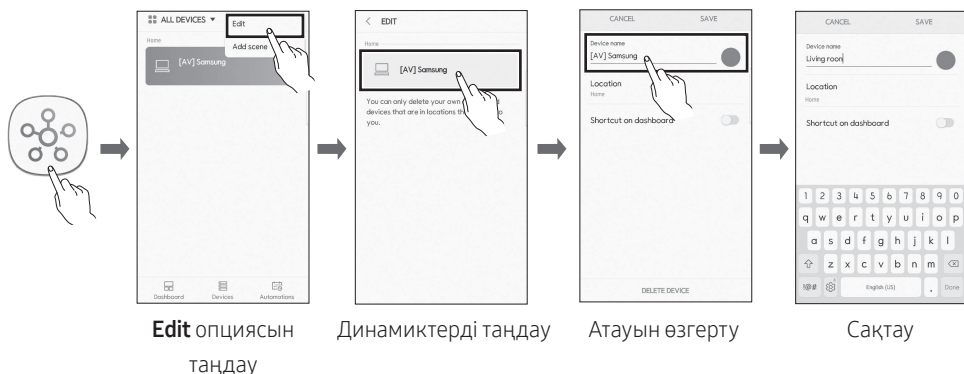 ALL DEVICES ▼
Edit
Home
Add scene
[AV] Samsung
Dashboard
Devices
Automations
EDIT
Home
[AV] Samsung
You can only delete your own
devices that are in locations
you.
CANCEL
SAVE
Device name
[AV] Samsung
Location
Home
Shortcut on dashboard
DELETE DEVICE
CANCEL
SAVE
Device name
Living room
Location
Home
Shortcut on dashboard
1 2 3 4 5 6 7 8 9 0
q w e r t y u i o p
a s d f g h j k l
z x c v b n m
!@# English (US) . Done
Edit опциясын
таңдау
Динамиктерді таңдау
Атауын өзгерту
Сақтау